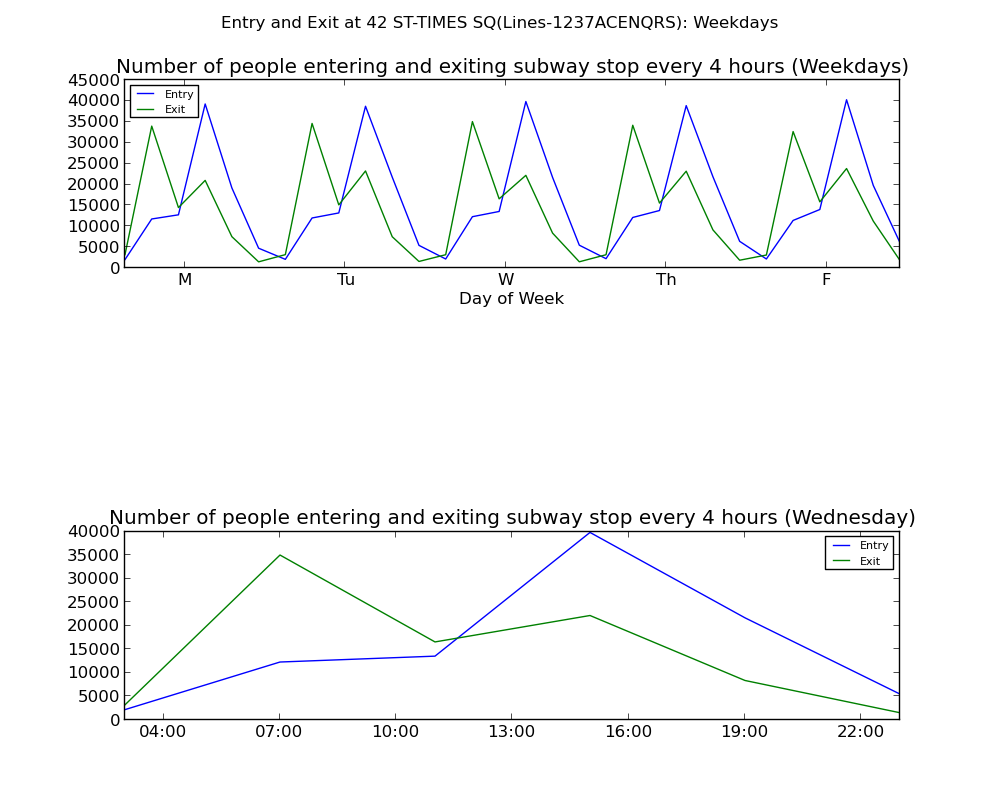 Entry and Exit at 42 ST-TIMES SQ(Lines-1237ACENQRS): Weekdays
Number of people entering and exiting subway stop every 4 hours (Weekdays)
45000
40000
35000
30000
25000
20000
15000
10000
5000
0
Entry
Exit
M Tu W Th F
Day of Week
Number of people entering and exiting subway stop every 4 hours (Wednesday)
40000
35000
30000
25000
20000
15000
10000
5000
0
Entry
Exit
04:00 07:00 10:00 13:00 16:00 19:00 22:00